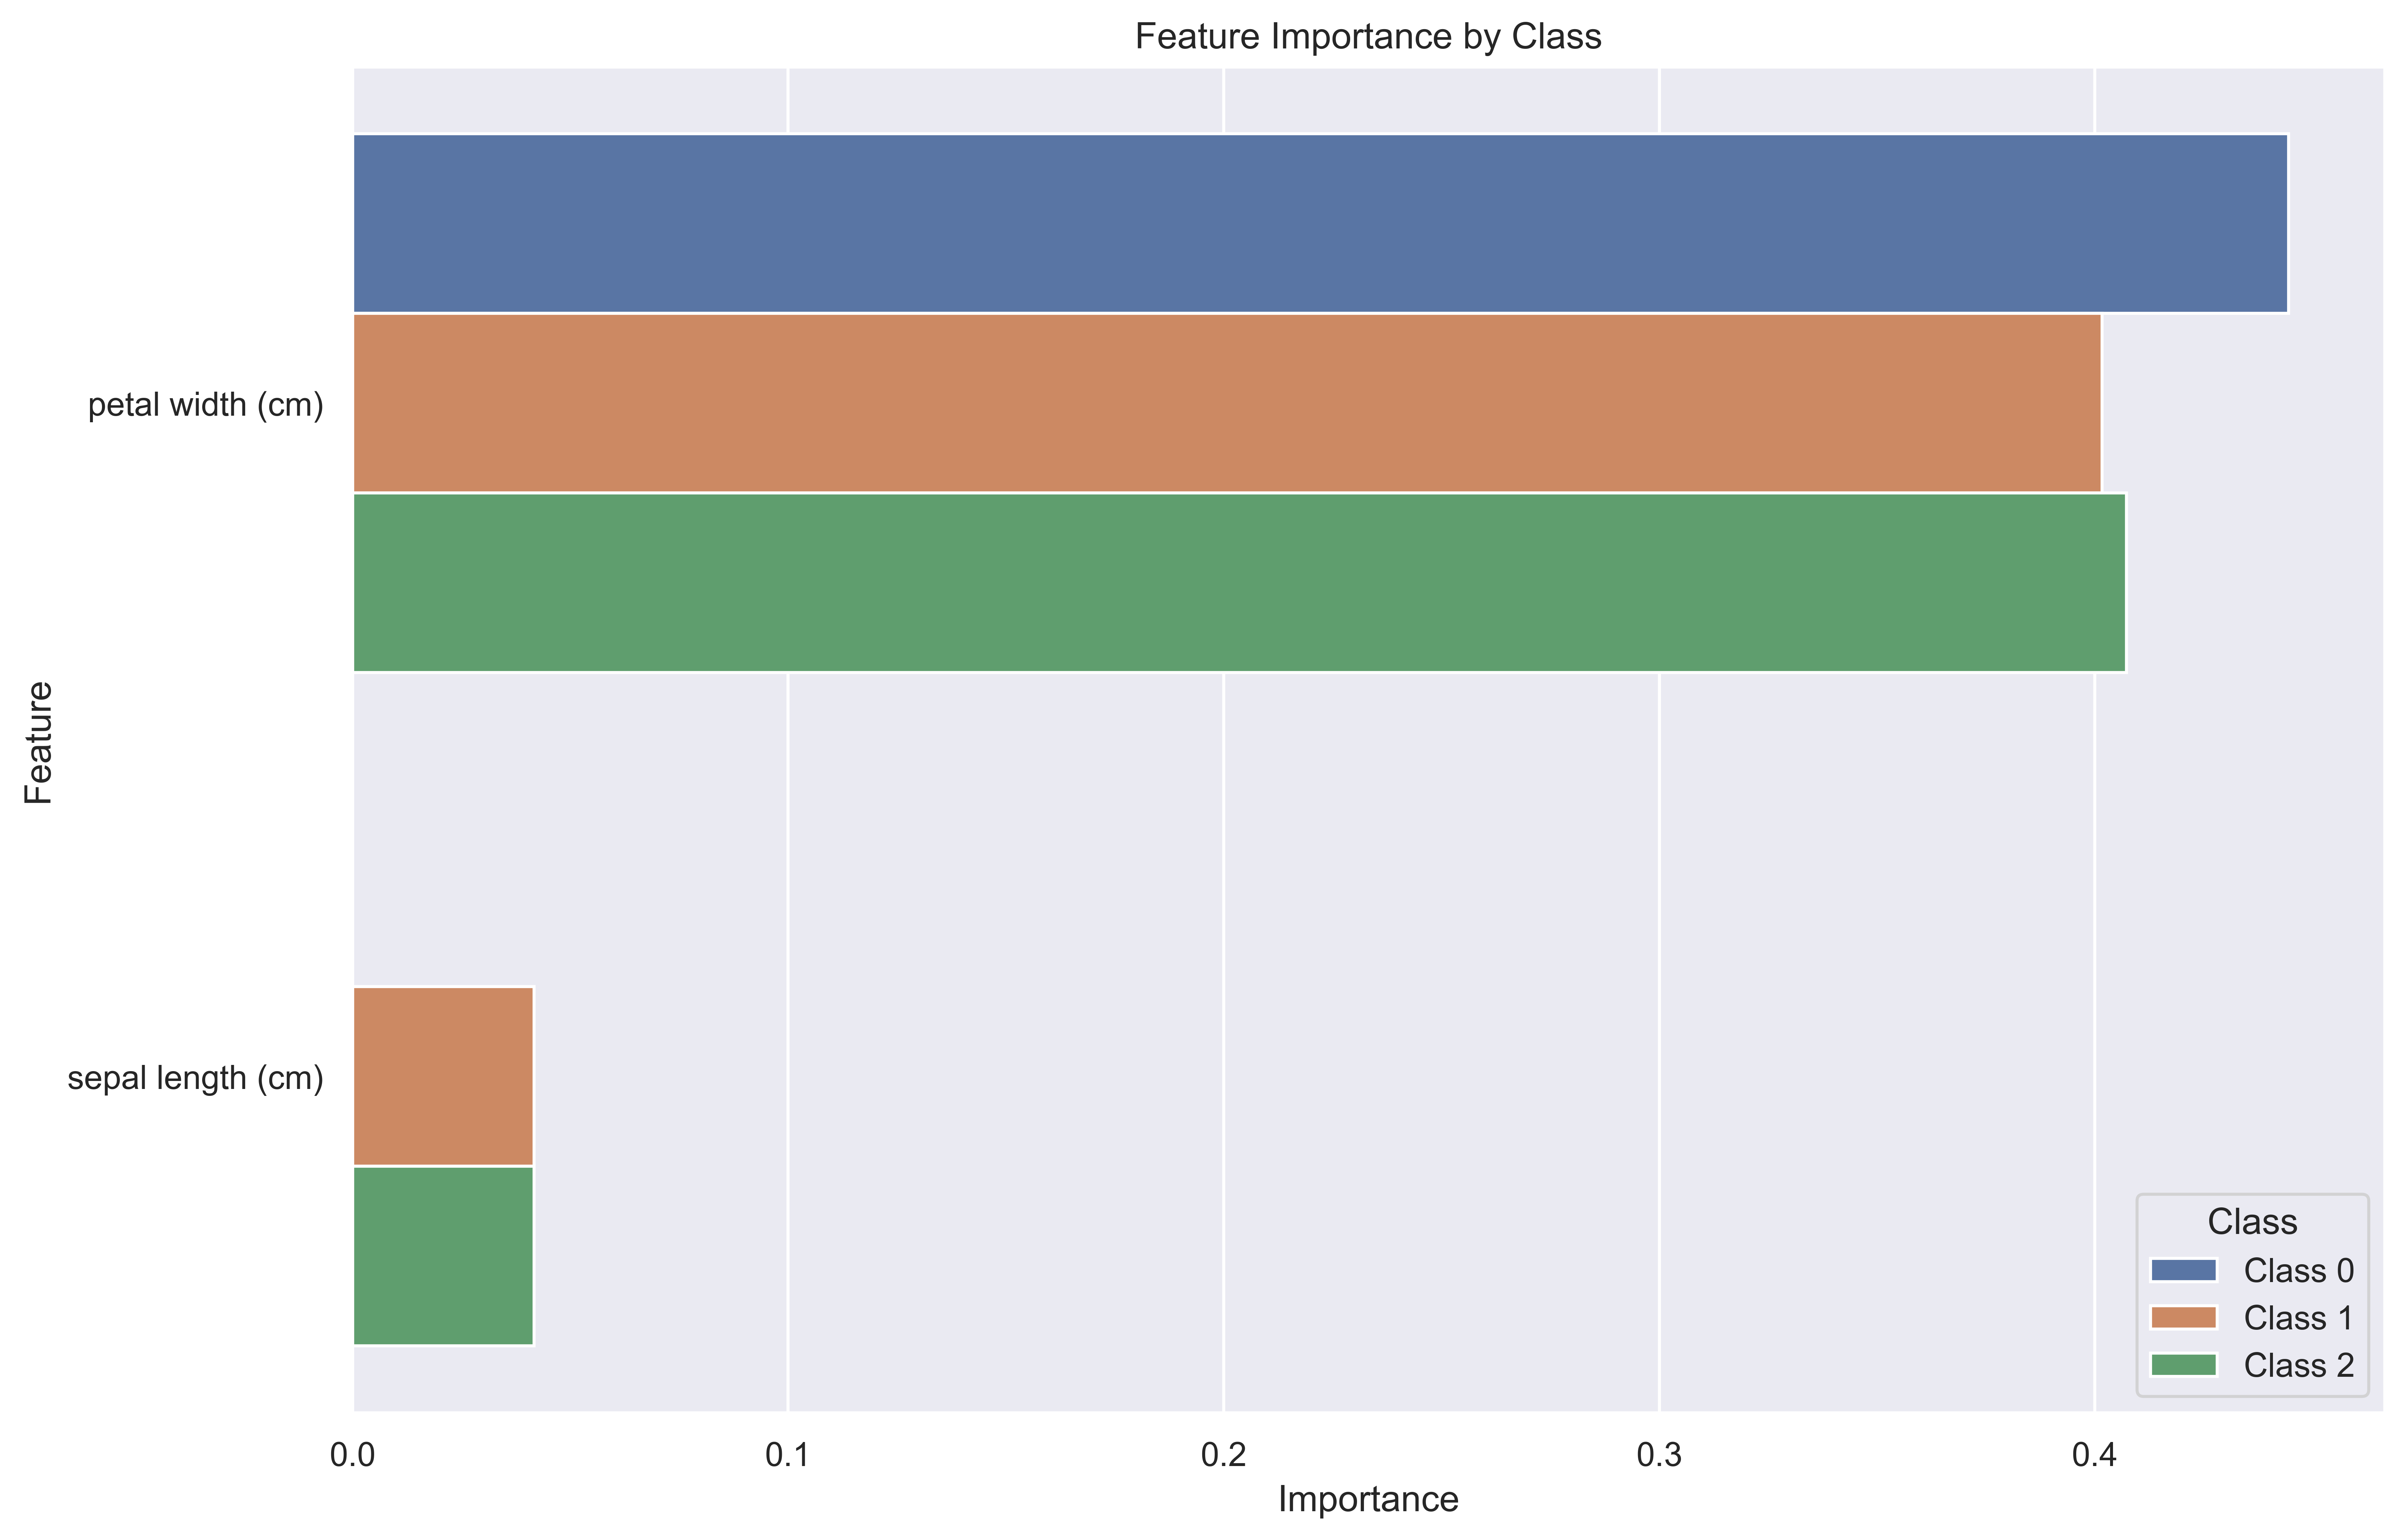 Feature Importance by Class
petal width (cm)
Feature
sepal length (cm)
Class
Class 0
Class 1
Class 2
0.0 0.1 0.2 0.3 0.4
Importance